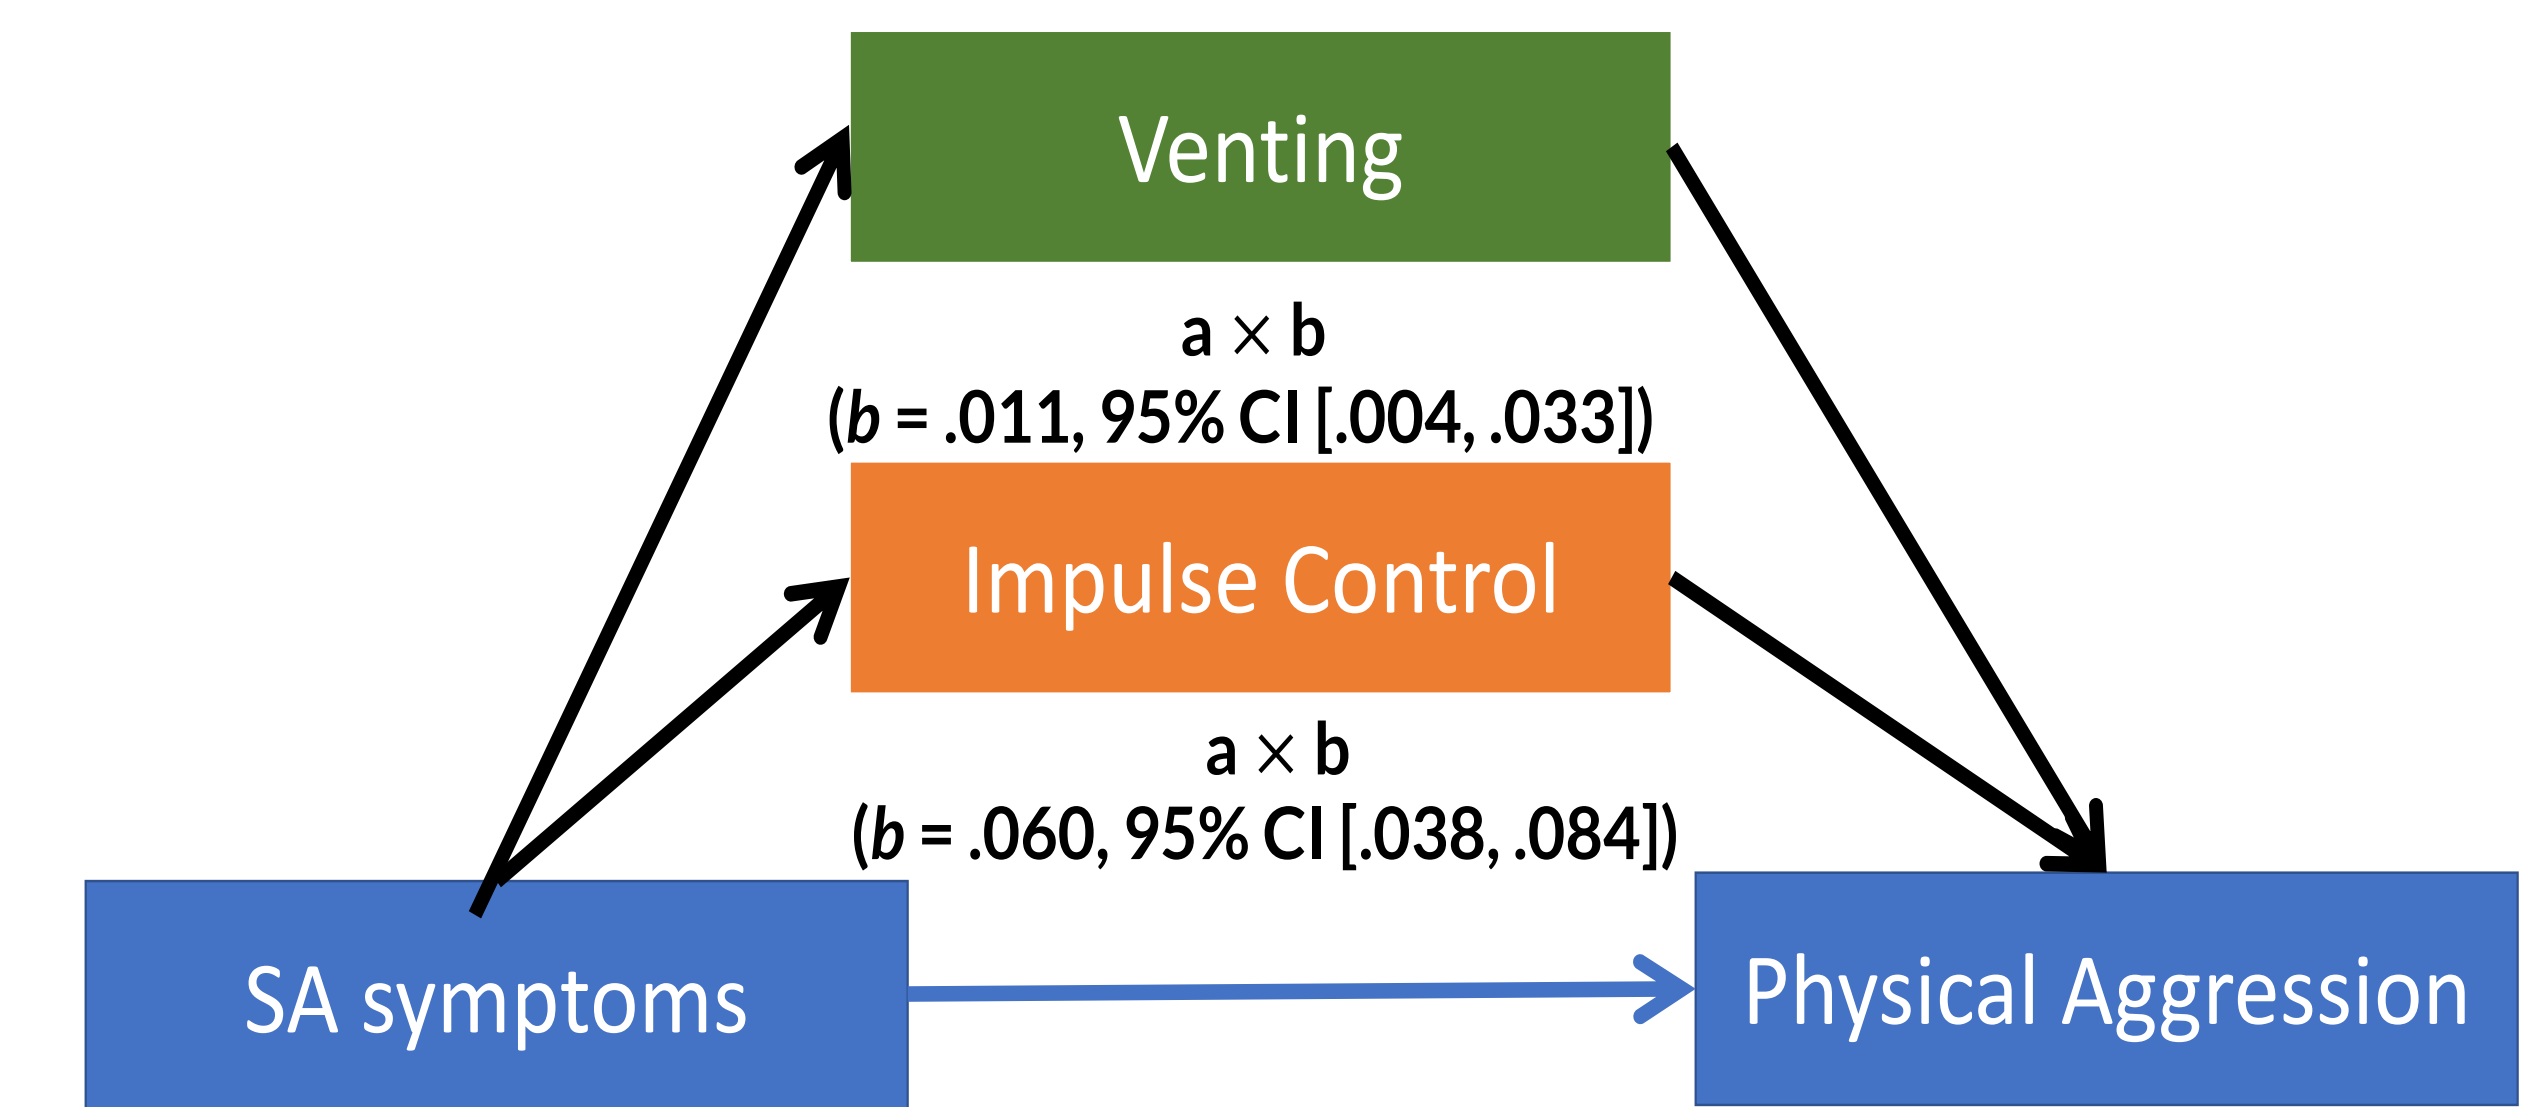 Venting
a × b
(b = .011, 95% CI [.004, .033])
Impulse Control
a × b
(b = .060, 95% CI [.038, .084])
SA symptoms
Physical Aggression